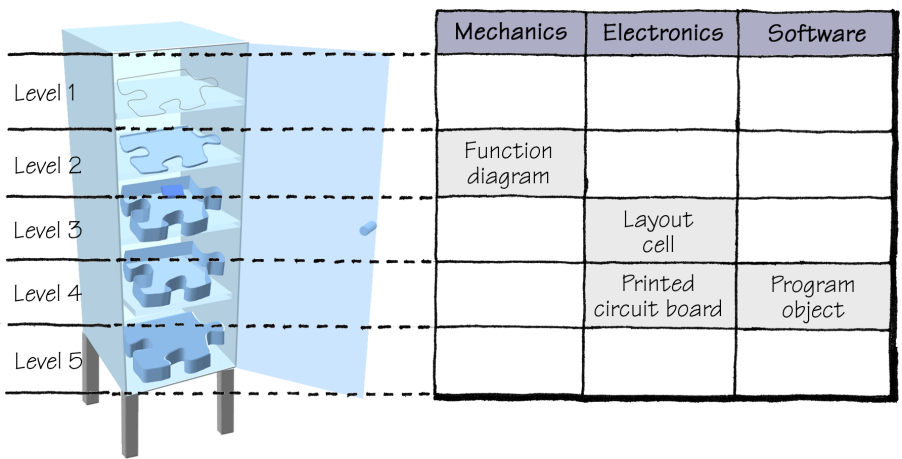 Mechanics Electronics Software
Level 1
Level 2
Function
diagram
Level 3
Layout
cell
Level 4
Printed
circuit board
Program
object
Level 5